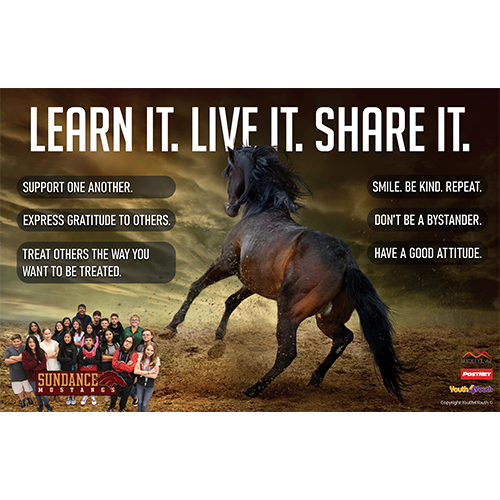 LEARN IT. LIVE IT. SHARE IT.
SUPPORT ONE ANOTHER.
EXPRESS GRATITUDE TO OTHERS.
TREAT OTHERS THE WAY YOU
WANT TO BE TREATED.
SMILE. BE KIND. REPEAT.
DON'T BE A BYSTANDER.
HAVE A GOOD ATTITUDE.
SUNDANCE
MUSTANGS
POSTNET
Youth4Youth
Copyright Youth4Youth ©